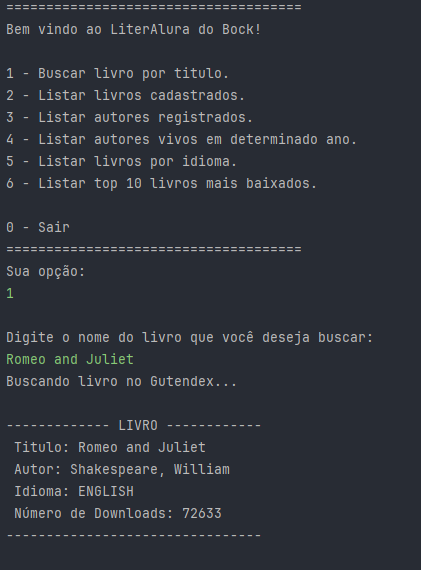 =====================================
Bem vindo ao LiterAlura do Bock!
1 - Buscar livro por titulo.
2 - Listar livros cadastrados.
3 - Listar autores registrados.
4 - Listar autores vivos em determinado ano.
5 - Listar livros por idioma.
6 - Listar top 10 livros mais baixados.
0 - Sair
=====================================
Sua opção:
1
Digite o nome do livro que você deseja buscar:
Romeo and Juliet
Buscando livro no Gutendex...
------------- LIVRO ------------
Titulo: Romeo and Juliet
Autor: Shakespeare, William
Idioma: ENGLISH
Número de Downloads: 72633
--------------------------------